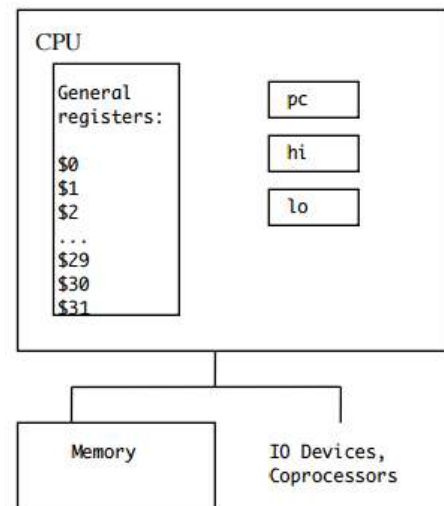 CPU
General
registers:
$0
$1
$2
...
$29
$30
$31
pc
hi
lo
Memory
IO Devices,
Coprocessors